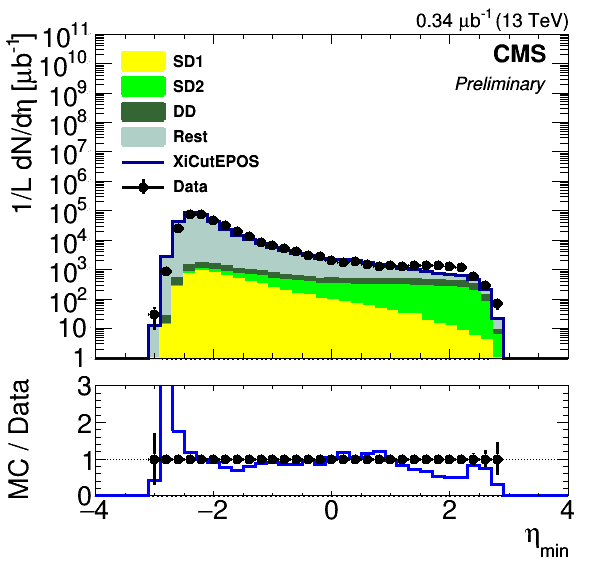 0.34 μb⁻¹ (13 TeV)
1/L dN/dη [μb⁻¹]
10¹¹
10¹⁰
10⁹
10⁸
10⁷
10⁶
10⁵
10⁴
10³
10²
10
1
CMS
Preliminary
SD1
SD2
DD
Rest
XiCutEPOS
Data
MC / Data
3
2
1
0
−4 −2 0 2 4
η_min